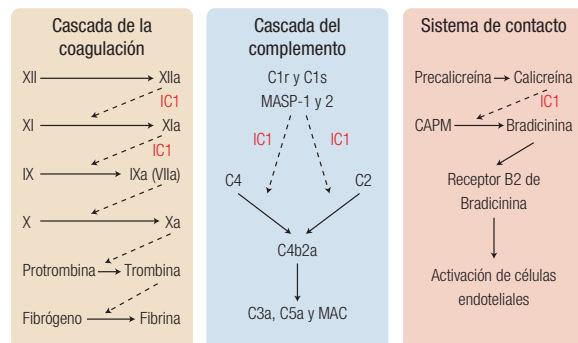 Cascada de la
coagulación
XII XIIa
IC1
XI XIa
IC1
IX IXa (VIIa)
X Xa
Protrombina Trombina
Fibrógeno Fibrina
Cascada del
complemento
C1r y C1s
MASP-1 y 2
IC1 IC1
C4 C2
C4b2a
C3a, C5a y MAC
Sistema de contacto
Precalicreína Calicreína
IC1
CAPM Bradicinina
Receptor B2 de
Bradicinina
Activación de células
endoteliales